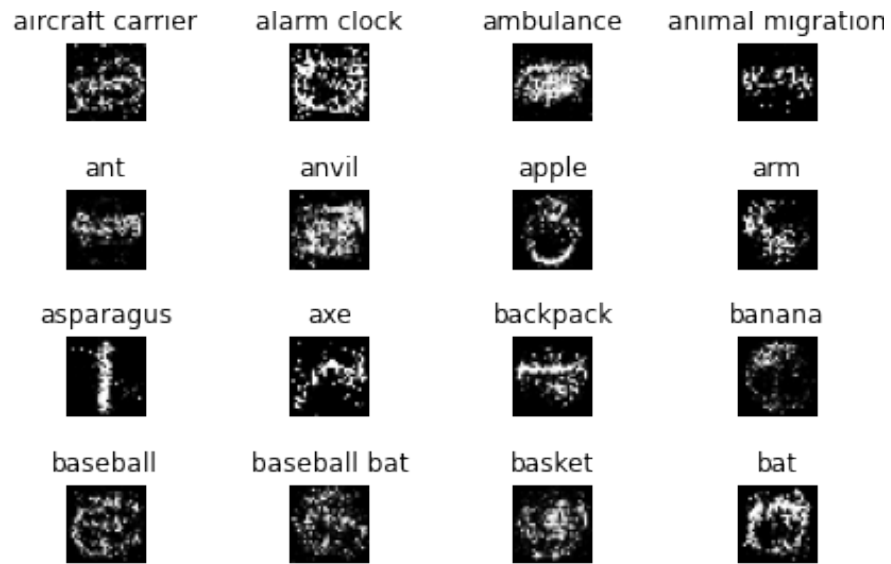 aircraft carrier alarm clock ambulance animal migration
ant anvil apple arm
asparagus axe backpack banana
baseball baseball bat basket bat